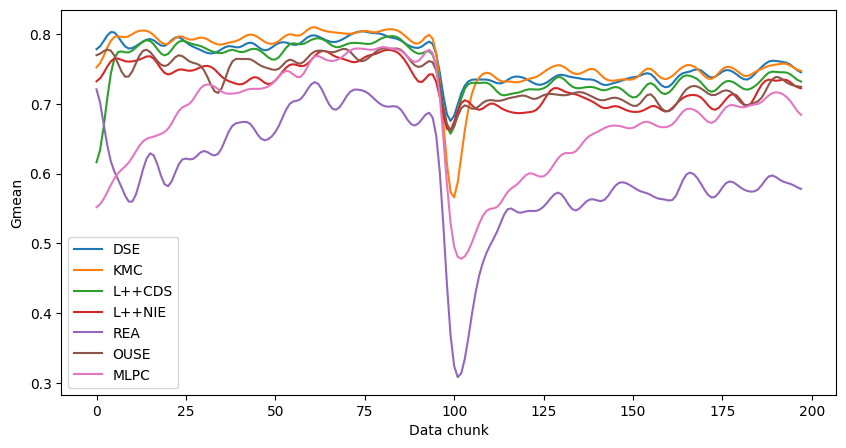 0.8
0.7
0.6
0.5
0.4
0.3
Gmean
DSE
KMC
L++CDS
L++NIE
REA
OUSE
MLPC
0 25 50 75 100 125 150 175 200
Data chunk